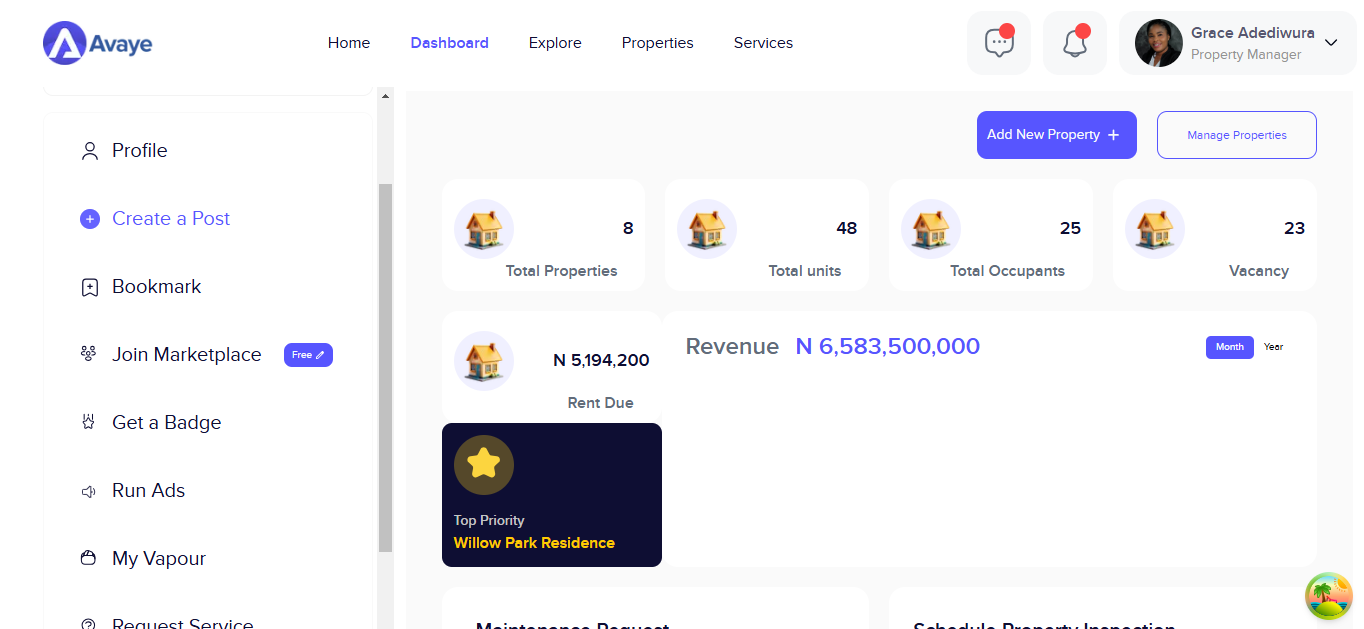 Avaye
Home
Dashboard
Explore
Properties
Services
Grace Adediwura
Property Manager
Profile
Create a Post
Bookmark
Join Marketplace
Free
Get a Badge
Run Ads
My Vapour
Request Service
Add New Property +
Manage Properties
8
Total Properties
48
Total units
25
Total Occupants
23
Vacancy
N 5,194,200
Rent Due
Top Priority
Willow Park Residence
Revenue N 6,583,500,000
Month
Year
Maintenance Request
Schedule Property Inspection